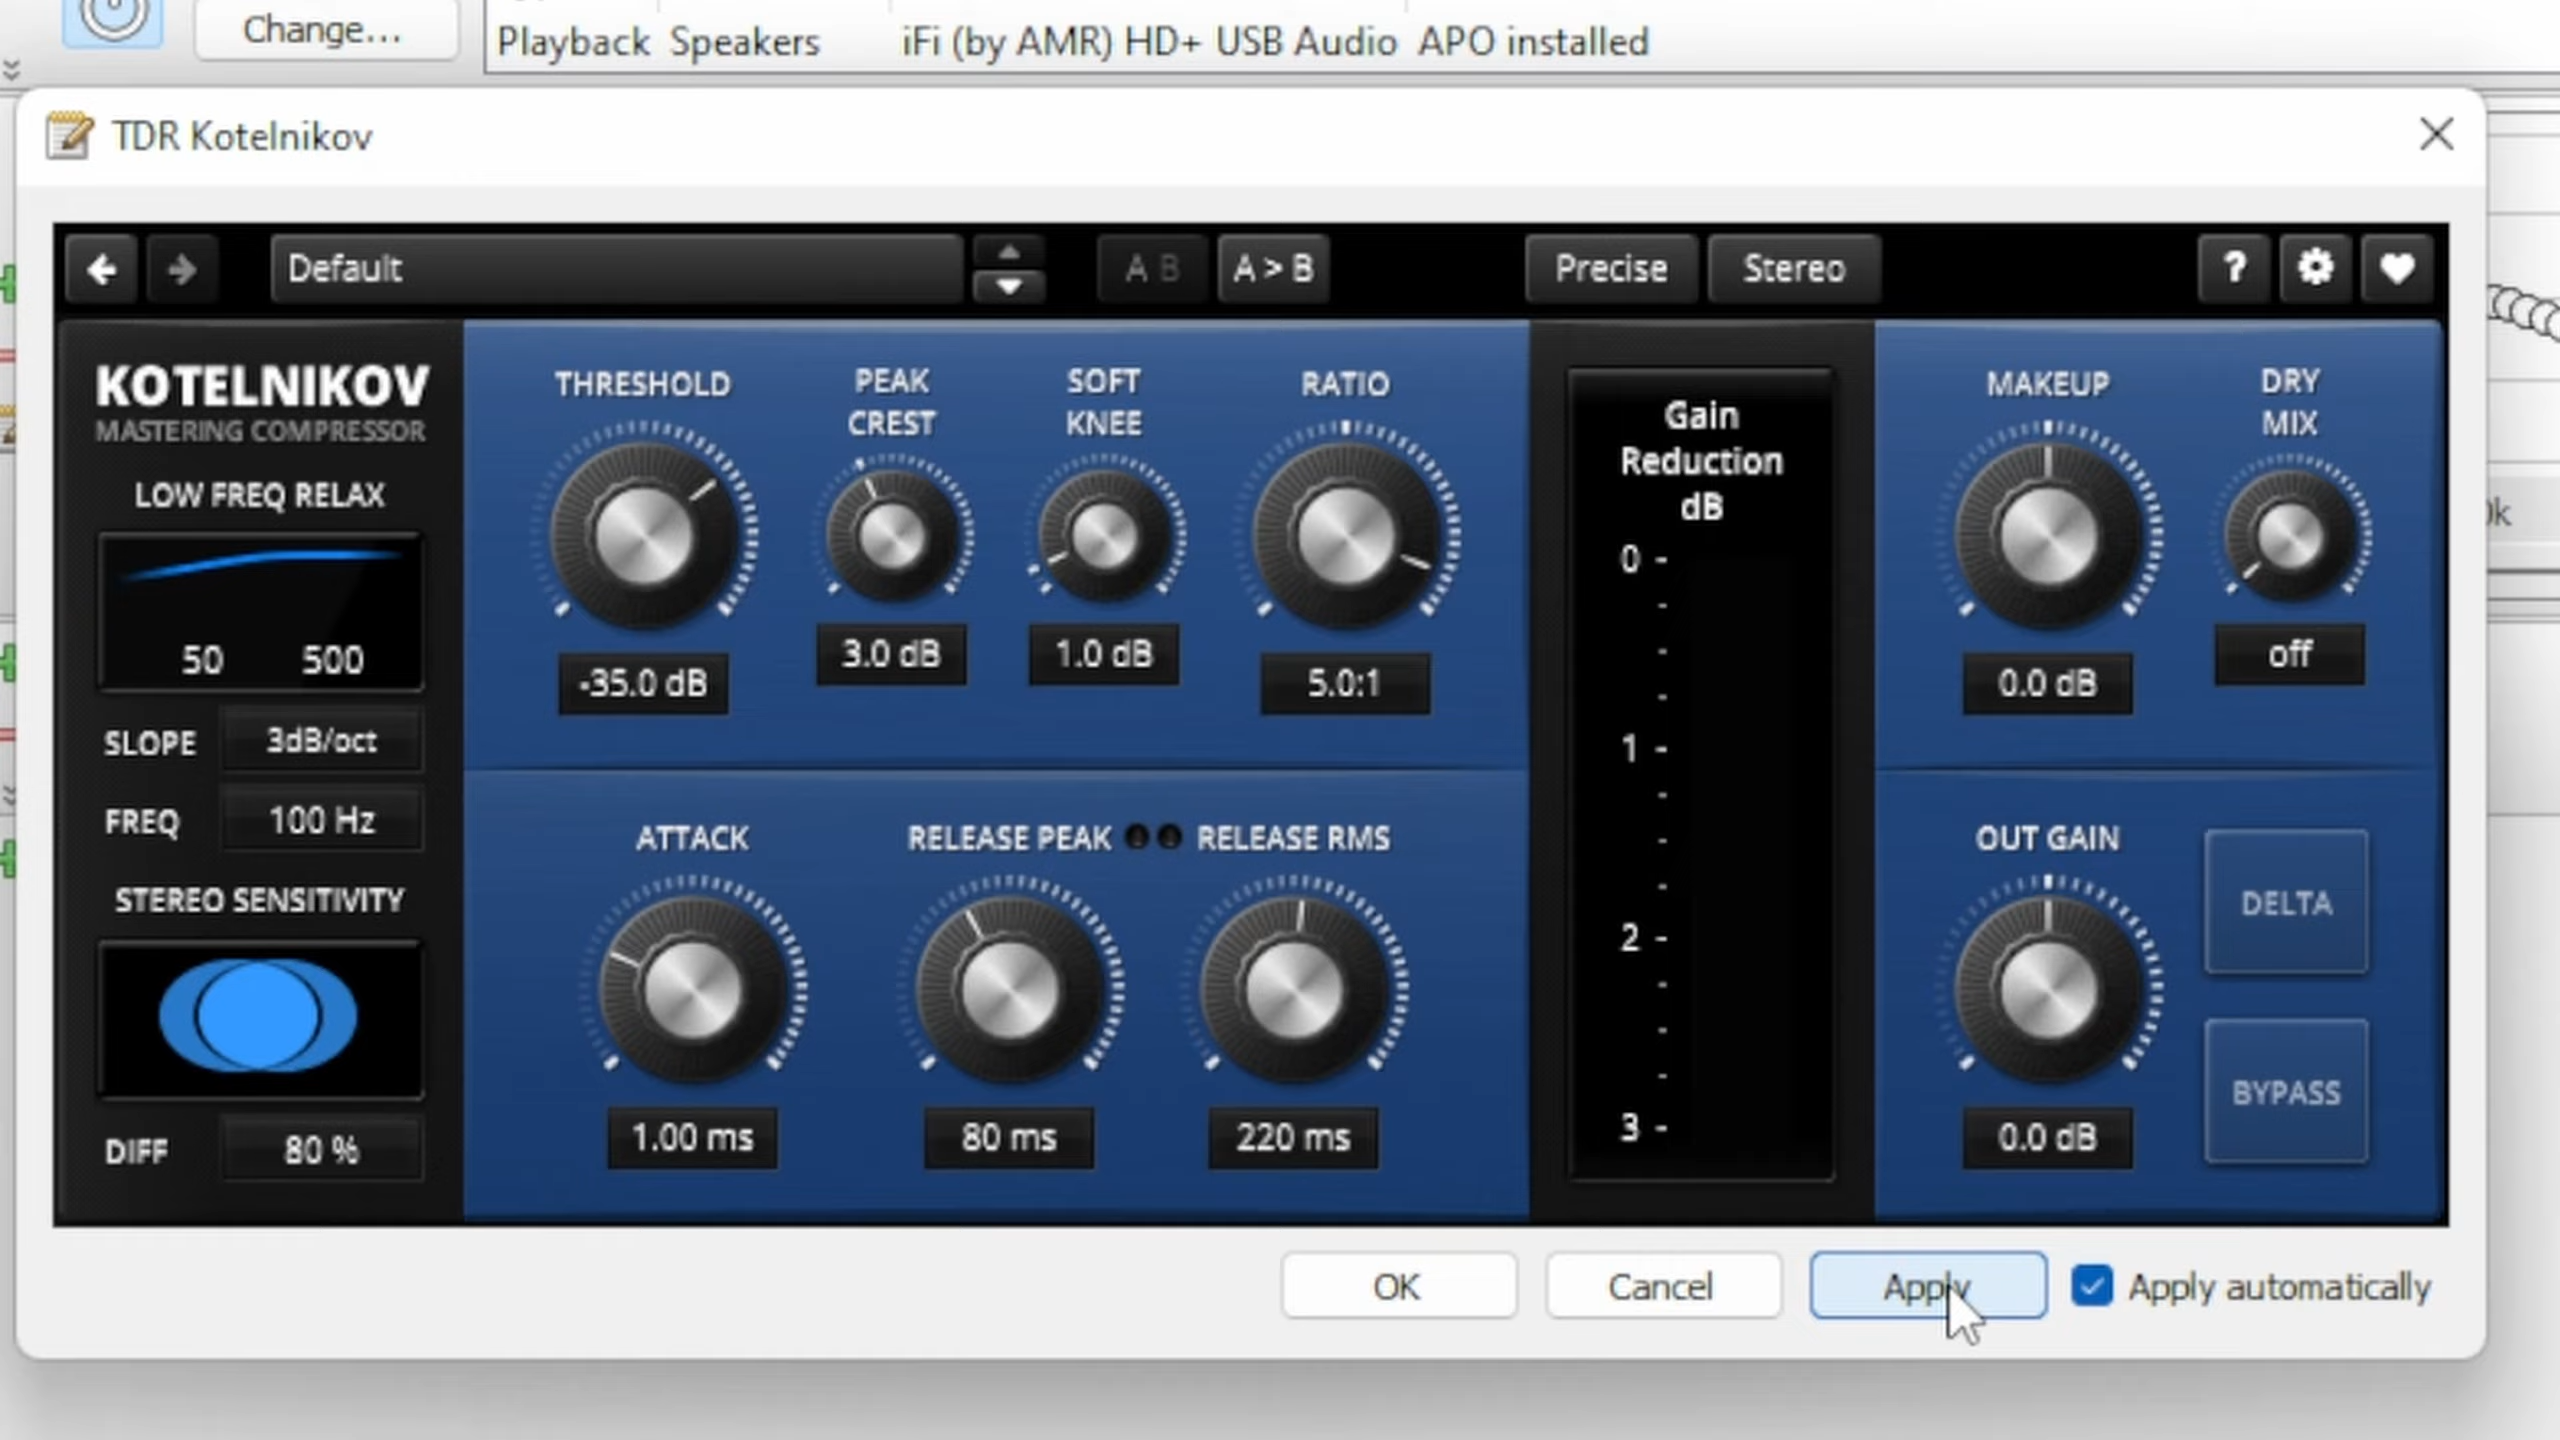 Change...
Playback Speakers iFi (by AMR) HD+ USB Audio APO installed
TDR Kotelnikov
Default
A B
A > B
Precise
Stereo
?
KOTELNIKOV
MASTERING COMPRESSOR
LOW FREQ RELAX
50 500
SLOPE 3dB/oct
FREQ 100 Hz
STEREO SENSITIVITY
DIFF 80 %
THRESHOLD
-35.0 dB
PEAK
CREST
3.0 dB
SOFT
KNEE
1.0 dB
RATIO
5.0:1
ATTACK
1.00 ms
RELEASE PEAK
80 ms
RELEASE RMS
220 ms
Gain
Reduction
dB
0 -
1 -
2 -
3 -
MAKEUP
0.0 dB
DRY
MIX
off
OUT GAIN
0.0 dB
DELTA
BYPASS
OK
Cancel
Apply
Apply automatically